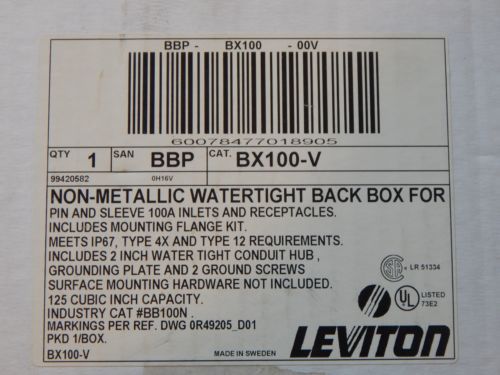 BBP - BX100 - 00V
60078477018905
QTY 1 SAN BBP CAT. BX100-V
99420582 0H16V
NON-METALLIC WATERTIGHT BACK BOX FOR
PIN AND SLEEVE 100A INLETS AND RECEPTACLES.
INCLUDES MOUNTING FLANGE KIT.
MEETS IP67, TYPE 4X AND TYPE 12 REQUIREMENTS.
INCLUDES 2 INCH WATER TIGHT CONDUIT HUB ,
GROUNDING PLATE AND 2 GROUND SCREWS
SURFACE MOUNTING HARDWARE NOT INCLUDED.
125 CUBIC INCH CAPACITY.
INDUSTRY CAT #BB100N .
MARKINGS PER REF. DWG 0R49205_D01
PKD 1/BOX.
BX100-V MADE IN SWEDEN
SA LR 51334
UL LISTED
73E2
LEVITON